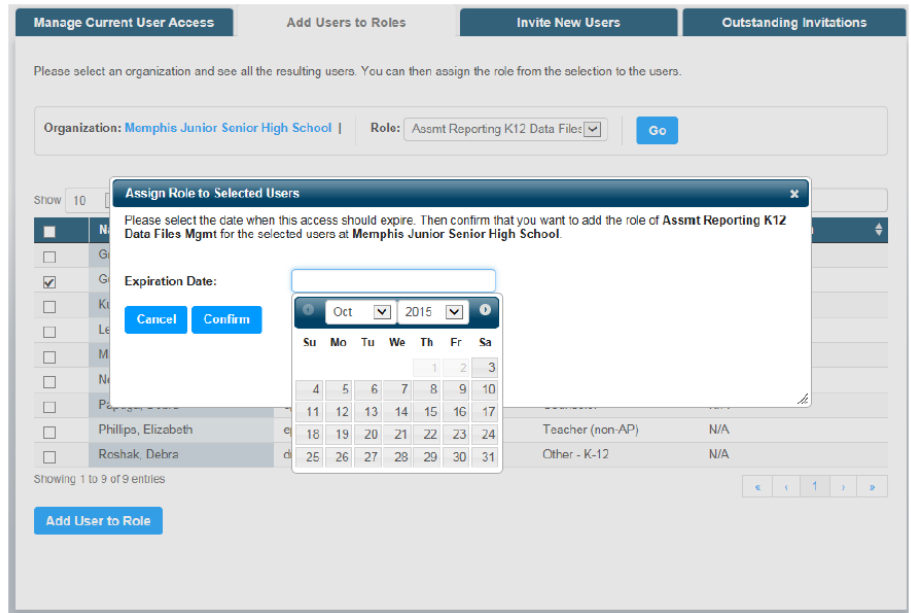 Manage Current User Access Add Users to Roles Invite New Users Outstanding Invitations
Please select an organization and see all the resulting users. You can then assign the role from the selection to the users.
Organization: Memphis Junior Senior High School | Role: Assmt Reporting K12 Data Files Go
Show 10
Assign Role to Selected Users x
Please select the date when this access should expire. Then confirm that you want to add the role of Assmt Reporting K12
Data Files Mgmt for the selected users at Memphis Junior Senior High School.
Expiration Date:
Cancel Confirm
Oct 2015
Su Mo Tu We Th Fr Sa
1 2 3
4 5 6 7 8 9 10
11 12 13 14 15 16 17
18 19 20 21 22 23 24
25 26 27 28 29 30 31
Phillips, Elizabeth Teacher (non-AP) N/A
Roshak, Debra Other - K-12 N/A
Showing 1 to 9 of 9 entries « ‹ 1 › »
Add User to Role